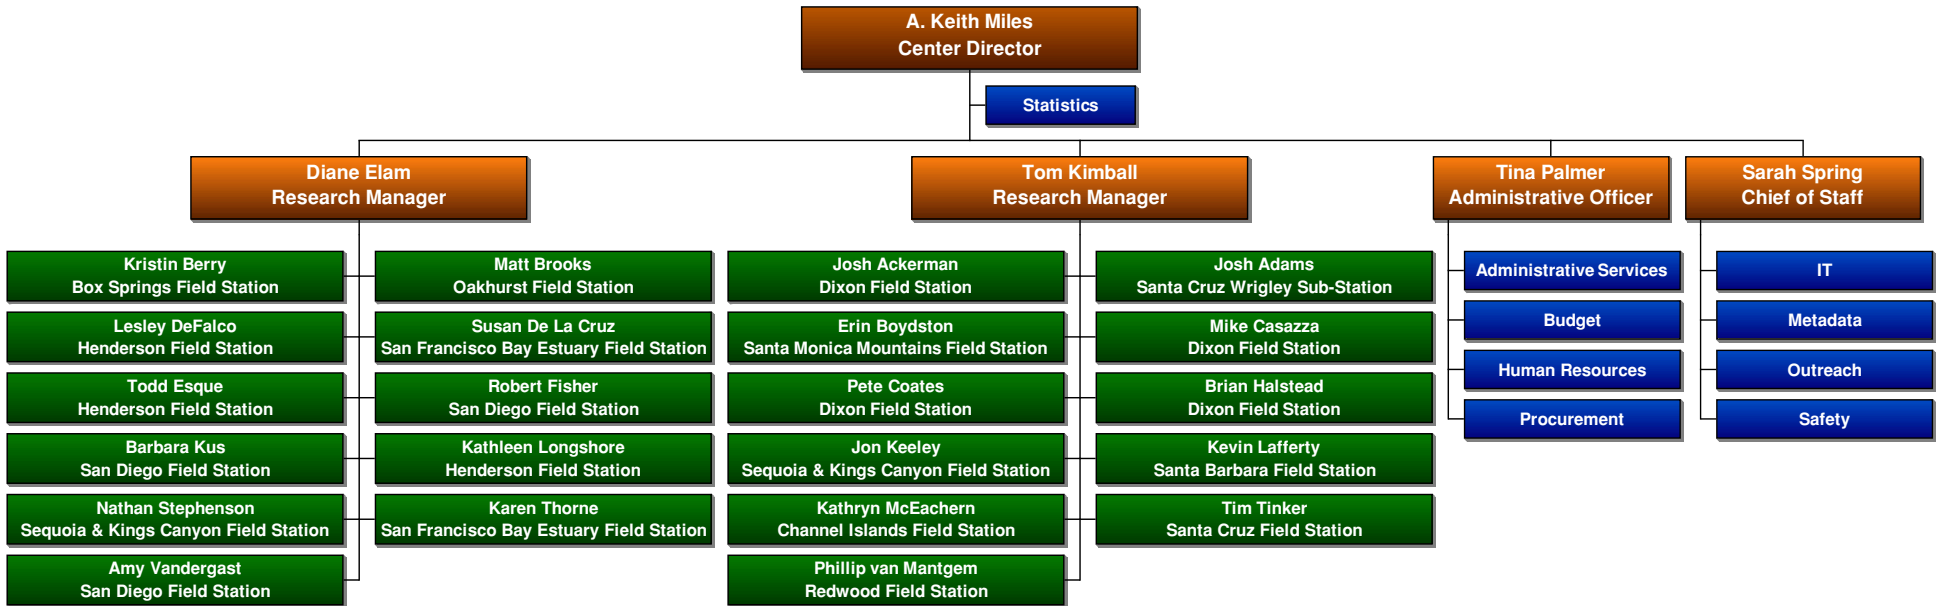 A. Keith Miles
Center Director
Statistics
Diane Elam
Research Manager
Tom Kimball
Research Manager
Tina Palmer
Administrative Officer
Sarah Spring
Chief of Staff
Kristin Berry
Box Springs Field Station
Matt Brooks
Oakhurst Field Station
Lesley DeFalco
Henderson Field Station
Susan De La Cruz
San Francisco Bay Estuary Field Station
Todd Esque
Henderson Field Station
Robert Fisher
San Diego Field Station
Barbara Kus
San Diego Field Station
Kathleen Longshore
Henderson Field Station
Nathan Stephenson
Sequoia & Kings Canyon Field Station
Karen Thorne
San Francisco Bay Estuary Field Station
Amy Vandergast
San Diego Field Station
Josh Ackerman
Dixon Field Station
Josh Adams
Santa Cruz Wrigley Sub-Station
Erin Boydston
Santa Monica Mountains Field Station
Mike Casazza
Dixon Field Station
Pete Coates
Dixon Field Station
Brian Halstead
Dixon Field Station
Jon Keeley
Sequoia & Kings Canyon Field Station
Kevin Lafferty
Santa Barbara Field Station
Kathryn McEachern
Channel Islands Field Station
Tim Tinker
Santa Cruz Field Station
Phillip van Mantgem
Redwood Field Station
Administrative Services
Budget
Human Resources
Procurement
IT
Metadata
Outreach
Safety